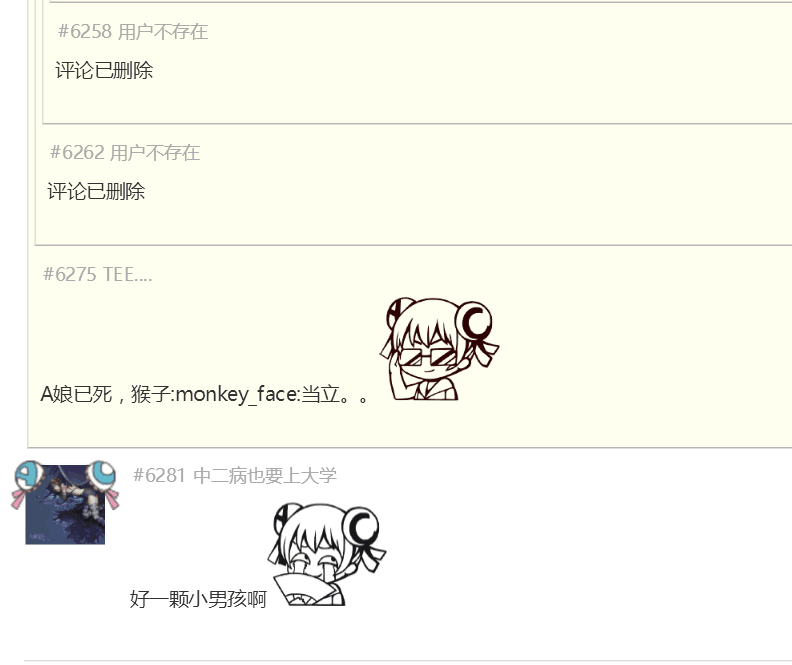 #6258 用户不存在
评论已删除
#6262 用户不存在
评论已删除
#6275 TEE....
A娘已死，猴子:monkey_face:当立。。
#6281 中二病也要上大学
好一颗小男孩啊